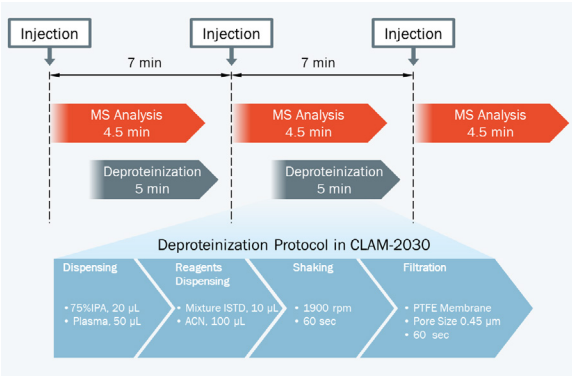 Injection
Injection
Injection
7 min
7 min
MS Analysis
4.5 min
MS Analysis
4.5 min
MS Analysis
4.5 min
Deproteinization
5 min
Deproteinization
5 min
Deproteinization Protocol in CLAM-2030
Dispensing
•75%IPA, 20 µL
• Plasma, 50 µL
Reagents
Dispensing
• Mixture ISTD, 10 µL
• ACN, 100 µL
Shaking
• 1900 rpm
• 60 sec
Filtration
• PTFE Membrane
• Pore Size 0.45 µm
• 60 sec